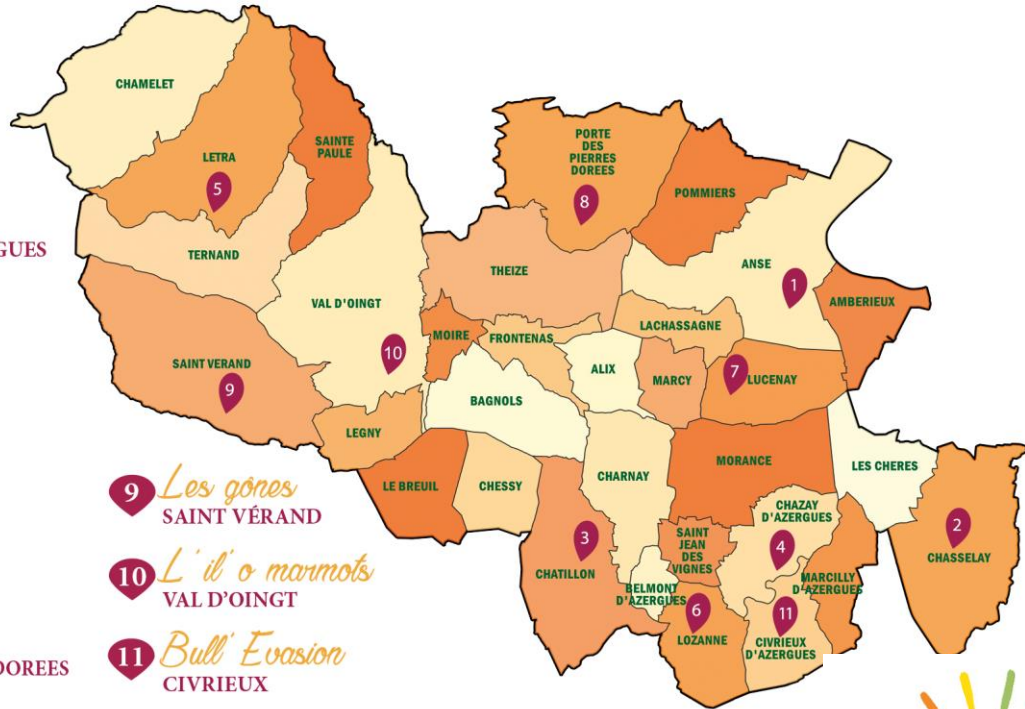 CHAMELET
LETRA
5
SAINTE
PAULE
PORTE
DES
PIERRES
DOREES
8
POMMIERS
GUES
TERNAND
THEIZE
ANSE
1
AMBERIEUX
VAL D'OINGT
10
MOIRE
FRONTENAS
LACHASSAGNE
SAINT VERAND
9
ALIX
MARCY
7
LUCENAY
BAGNOLS
LEGNY
LE BREUIL
CHESSY
CHARNAY
MORANCE
LES CHERES
CHAZAY
D'AZERGUES
4
2
CHASSELAY
3
CHATILLON
SAINT
JEAN
DES
VIGNES
BELMONT
D'AZERGUES
MARCILLY
D'AZERGUES
6
LOZANNE
11
CIVRIEUX
D'AZERGUES
9 Les gônes
SAINT VÉRAND
10 L' il' o marmots
VAL D'OINGT
DOREES
11 Bull' Evasion
CIVRIEUX